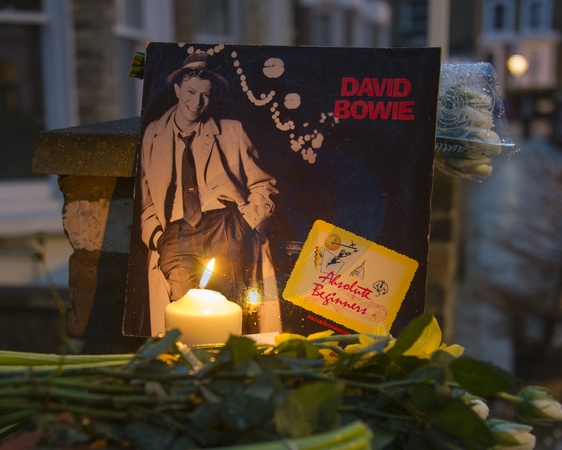 DAVID
BOWIE
Absolute
Beginners